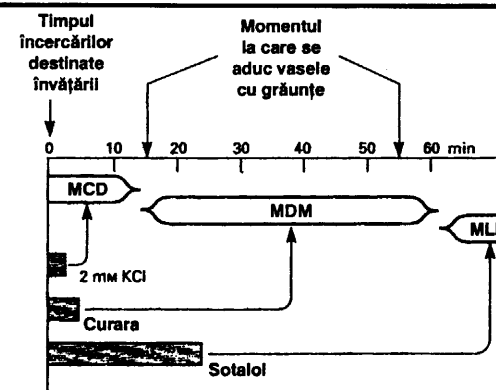 Timpul
încercărilor
destinate
învățării
Momentul
la care se
aduc vasele
cu grăunțe
0 10 20 30 40 50 60 min
MCD
MDM
ML
2 mM KCl
Curara
Sotalol